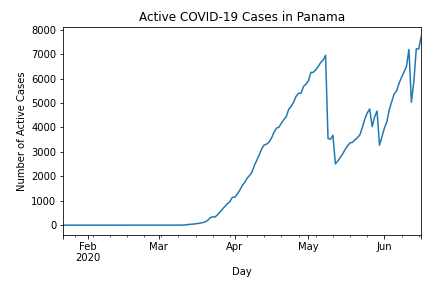 Active COVID-19 Cases in Panama
Number of Active Cases
8000
7000
6000
5000
4000
3000
2000
1000
0
Feb
2020
Mar
Apr
May
Jun
Day